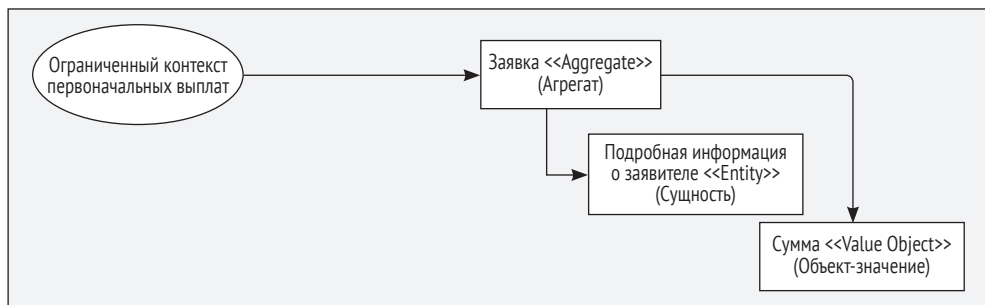 Ограниченный контекст
первоначальных выплат
Заявка <<Aggregate>>
(Агрегат)
Подробная информация
о заявителе <<Entity>>
(Сущность)
Сумма <<Value Object>>
(Объект-значение)